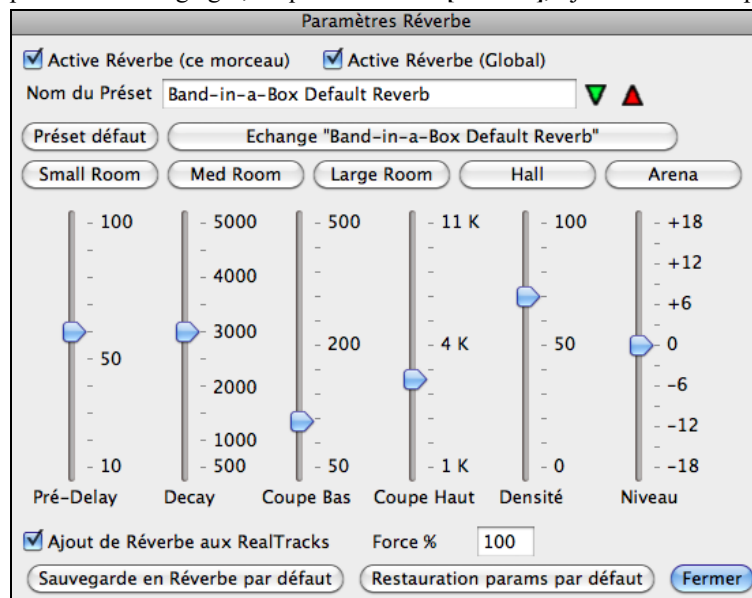 Paramètres Réverbe
Active Réverbe (ce morceau) Active Réverbe (Global)
Nom du Préset Band-in-a-Box Default Reverb
Préset défaut Echange "Band-in-a-Box Default Reverb"
Small Room Med Room Large Room Hall Arena
100 5000 500 11 K 100 +18
4000 +12
+6
3000 200 4 K 50 0
50
2000 -6
1000 -12
10 500 50 1 K 0 -18
Pré-Delay Decay Coupe Bas Coupe Haut Densité Niveau
Ajout de Réverbe aux RealTracks Force % 100
Sauvegarde en Réverbe par défaut Restauration params par défaut Fermer